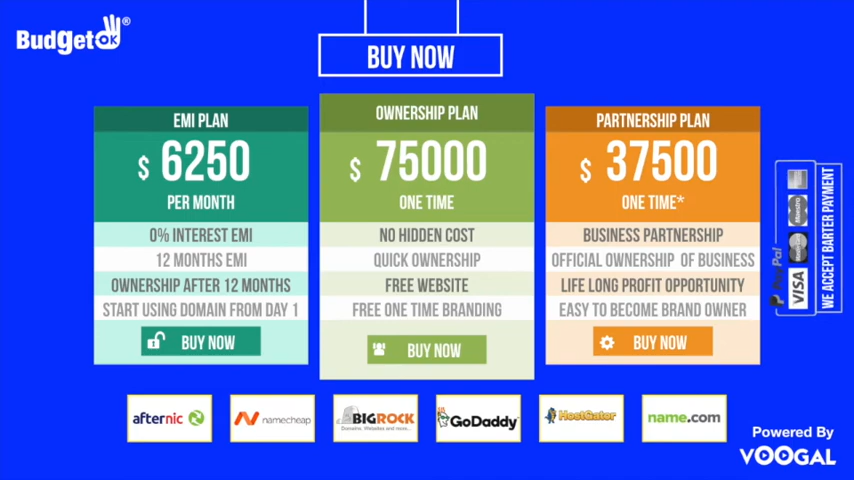 BudgetOK®
BUY NOW
EMI PLAN
$ 6250
PER MONTH
0% INTEREST EMI
12 MONTHS EMI
OWNERSHIP AFTER 12 MONTHS
START USING DOMAIN FROM DAY 1
BUY NOW
OWNERSHIP PLAN
$ 75000
ONE TIME
NO HIDDEN COST
QUICK OWNERSHIP
FREE WEBSITE
FREE ONE TIME BRANDING
BUY NOW
PARTNERSHIP PLAN
$ 37500
ONE TIME*
BUSINESS PARTNERSHIP
OFFICIAL OWNERSHIP OF BUSINESS
LIFE LONG PROFIT OPPORTUNITY
EASY TO BECOME BRAND OWNER
BUY NOW
PayPal
VISA
WE ACCEPT BARTER PAYMENT
afternic
namecheap
BIGROCK
Domains, Websites and more...
GoDaddy
HostGator
name.com
Powered By
VOOGAL